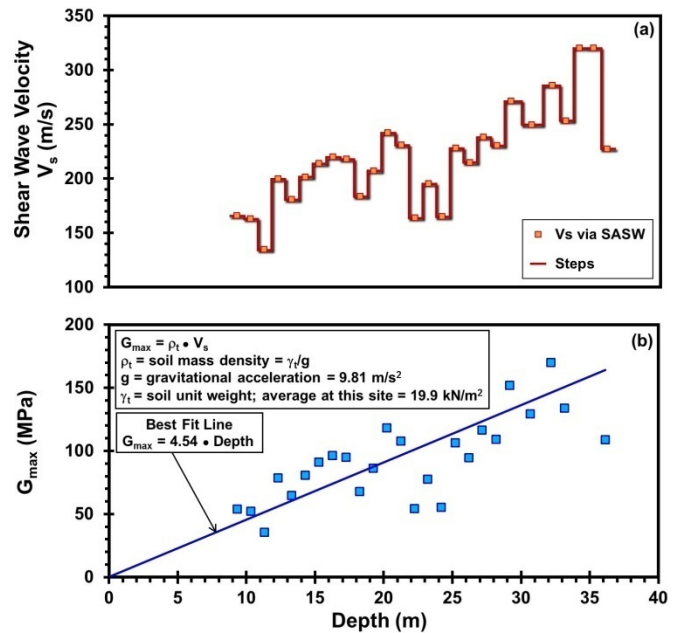 (a)
Shear Wave Velocity
Vs (m/s)
350
300
250
200
150
100
Vs via SASW
Steps
(b)
Gmax (MPa)
200
150
100
50
0
Gmax = ρt • Vs
ρt = soil mass density = γt/g
g = gravitational acceleration = 9.81 m/s²
γt = soil unit weight; average at this site = 19.9 kN/m²
Best Fit Line
Gmax = 4.54 • Depth
0 5 10 15 20 25 30 35 40
Depth (m)